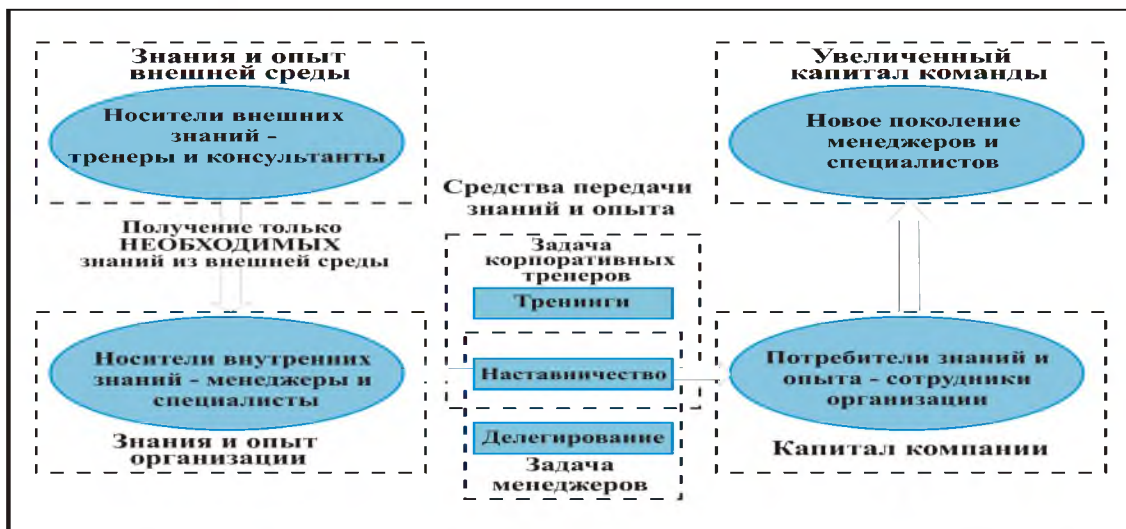 Знания и опыт
внешней среды
Носители внешних
знаний -
тренеры и консультанты
Получение только
НЕОБХОДИМЫХ
знаний из внешней среды
Носители внутренних
знаний - менеджеры и
специалисты
Знания и опыт
организации
Средства передачи
знаний и опыта
Задача
корпоративных
тренеров
Тренинги
Наставничество
Делегирование
Задача
менеджеров
Увеличенный
капитал команды
Новое поколение
менеджеров и
специалистов
Потребители знаний и
опыта - сотрудники
организации
Капитал компании